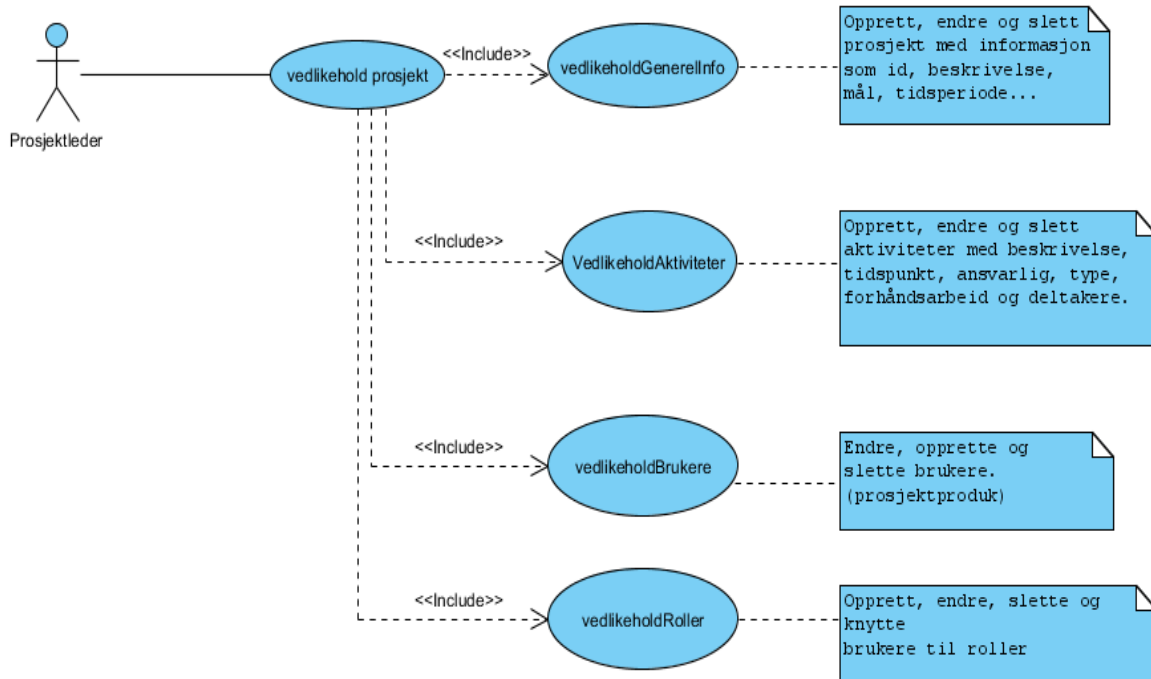 Prosjektleder
vedlikehold prosjekt
<<Include>>
vedlikeholdGenerelInfo
Opprett, endre og slett
prosjekt med informasjon
som id, beskrivelse,
mål, tidsperiode...
<<Include>>
VedlikeholdAktiviteter
Opprett, endre og slett
aktiviteter med beskrivelse,
tidspunkt, ansvarlig, type,
forhåndsarbeid og deltakere.
<<Include>>
vedlikeholdBrukere
Endre, opprette og
slette brukere.
(prosjektproduk)
<<Include>>
vedlikeholdRoller
Opprett, endre, slette og
knytte
brukere til roller